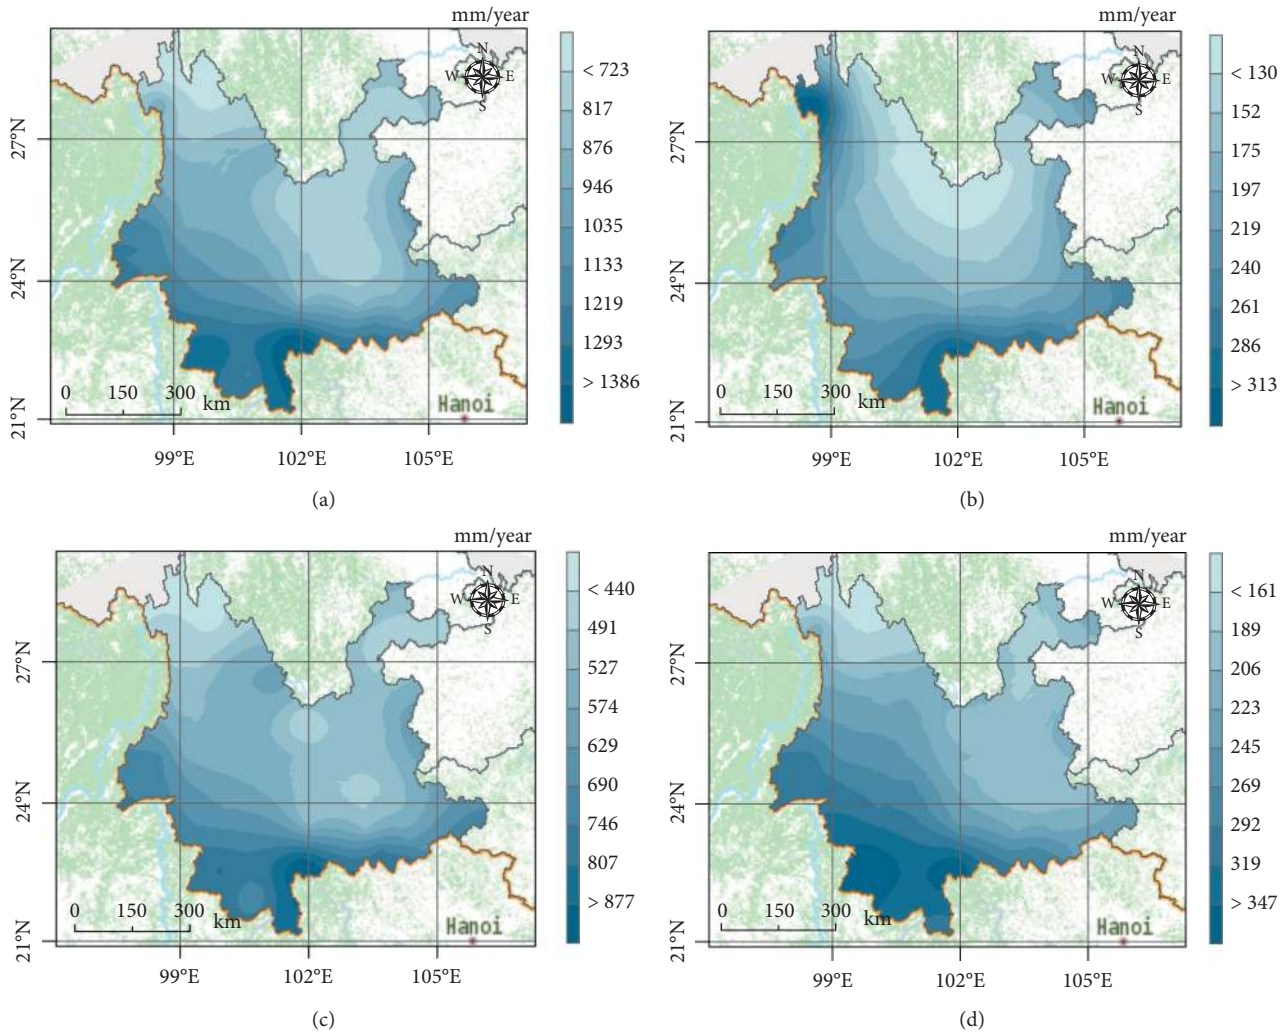 mm/year
N
W E
S
< 723
817
876
946
1035
1133
1219
1293
> 1386
27°N
24°N
21°N
0 150 300 km
Hanoi
99°E 102°E 105°E
(a)
mm/year
N
W E
S
< 130
152
175
197
219
240
261
286
> 313
27°N
24°N
21°N
0 150 300 km
Hanoi
99°E 102°E 105°E
(b)
mm/year
N
W E
S
< 440
491
527
574
629
690
746
807
> 877
27°N
24°N
21°N
0 150 300 km
Hanoi
99°E 102°E 105°E
(c)
mm/year
N
W E
S
< 161
189
206
223
245
269
292
319
> 347
27°N
24°N
21°N
0 150 300 km
Hanoi
99°E 102°E 105°E
(d)